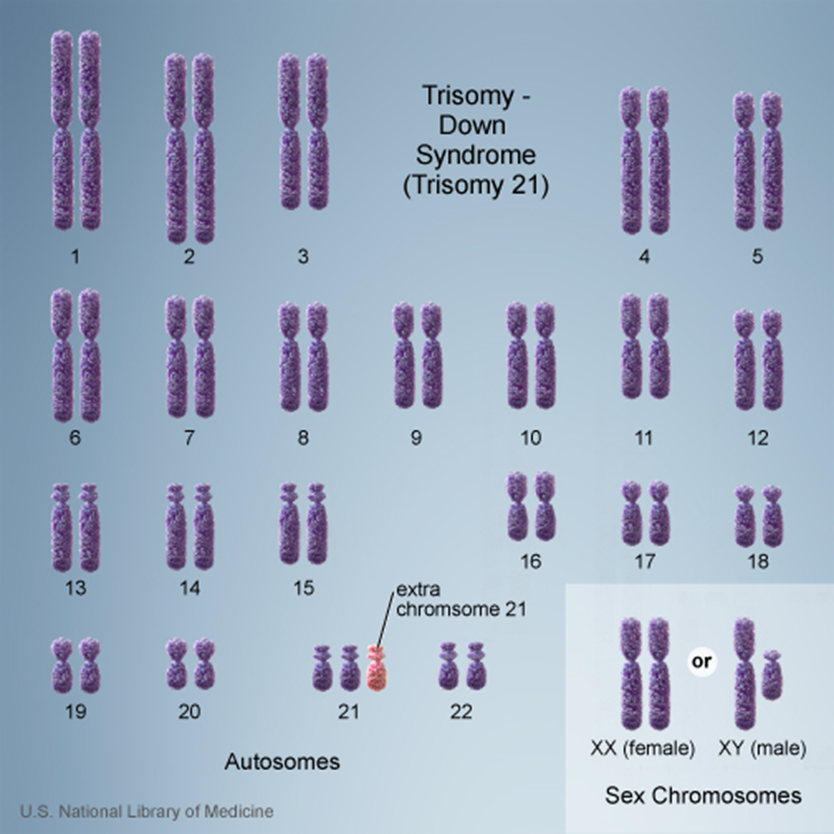 Trisomy -
Down
Syndrome
(Trisomy 21)
1
2
3
4
5
6
7
8
9
10
11
12
13
14
15
16
17
18
extra
chromsome 21
19
20
21
22
or
XX (female)
XY (male)
Autosomes
Sex Chromosomes
U.S. National Library of Medicine